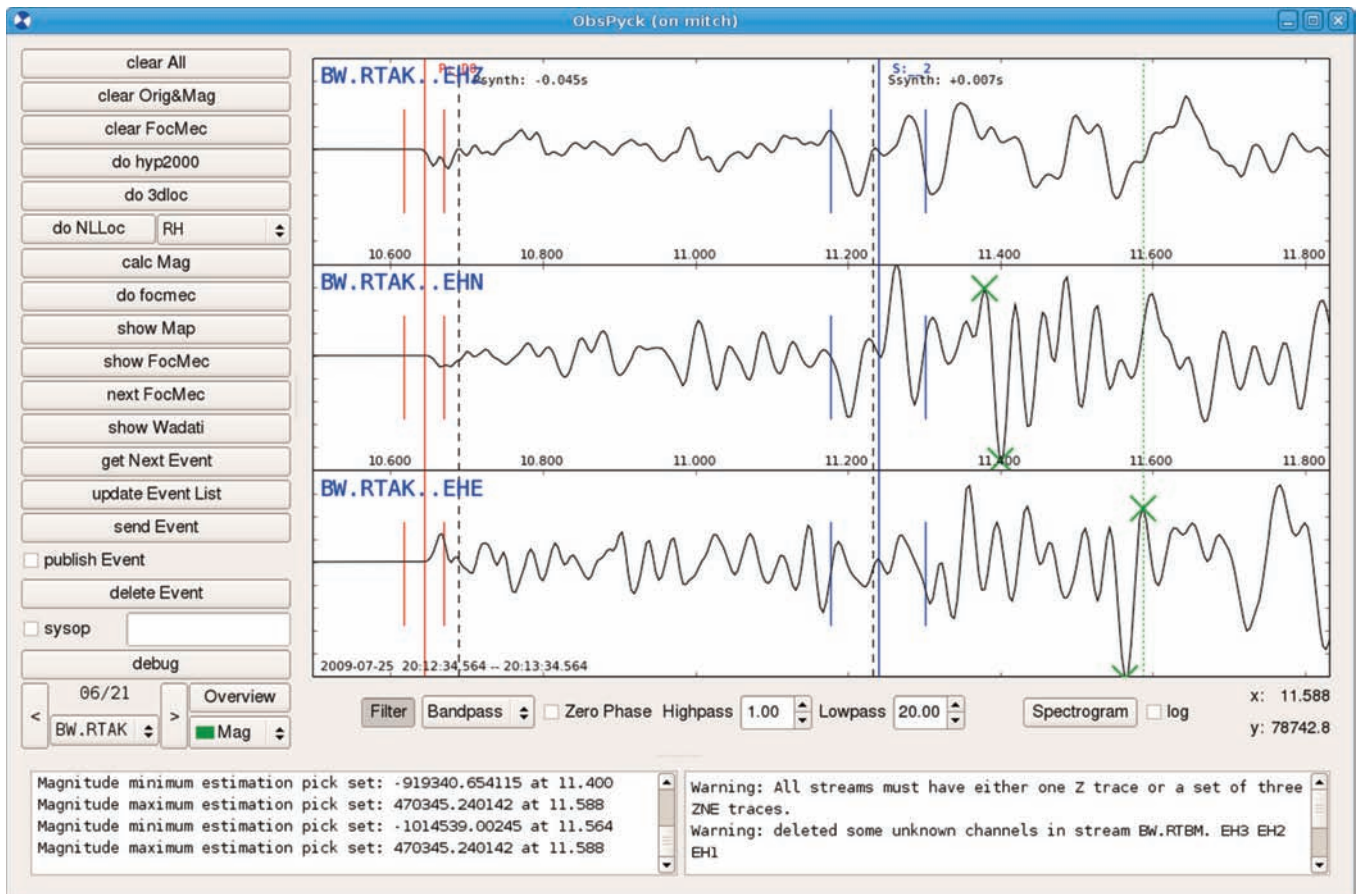 ObsPyck (on mitch)
clear All
clear Orig&Mag
clear FocMec
do hyp2000
do 3dloc
do NLLoc RH
calc Mag
do focmec
show Map
show FocMec
next FocMec
show Wadati
get Next Event
update Event List
send Event
publish Event
delete Event
sysop
debug
< 06/21 > Overview
BW.RTAK Mag
BW.RTAK..EHZ
Ssynth: +0.007s
-0.045s
S:__2
10.600 10.800 11.000 11.200 11.400 11.600 11.800
BW.RTAK..EHN
10.600 10.800 11.000 11.200 11.400 11.600 11.800
BW.RTAK..EHE
2009-07-25 20:12:34.564 -- 20:13:34.564
Filter Bandpass Zero Phase Highpass 1.00 Lowpass 20.00 Spectrogram log
x: 11.588
y: 78742.8
Magnitude minimum estimation pick set: -919340.654115 at 11.400
Magnitude maximum estimation pick set: 470345.240142 at 11.588
Magnitude minimum estimation pick set: -1014539.00245 at 11.564
Magnitude maximum estimation pick set: 470345.240142 at 11.588
Warning: All streams must have either one Z trace or a set of three
ZNE traces.
Warning: deleted some unknown channels in stream BW.RTBM. EH3 EH2
EH1